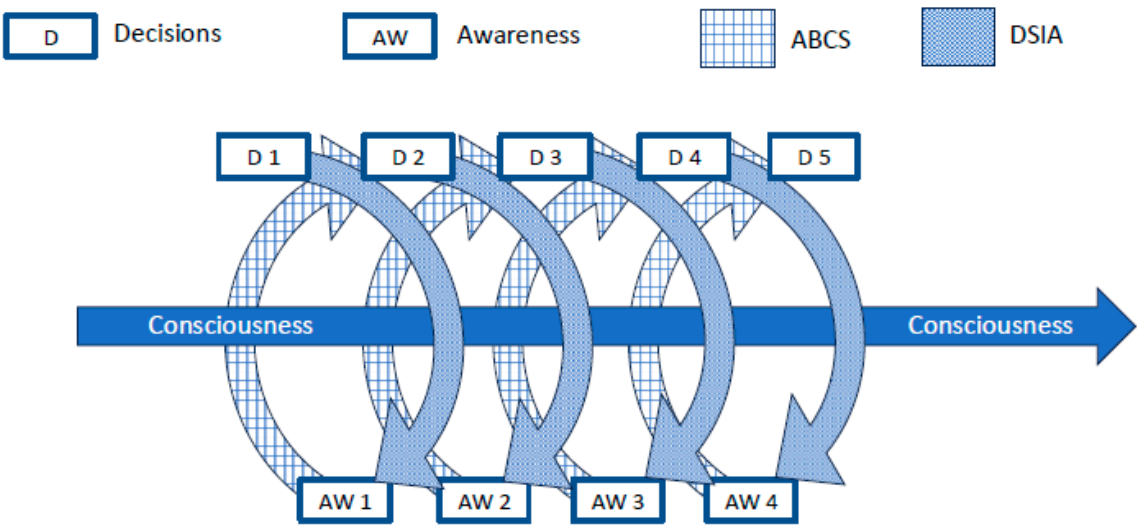 D Decisions AW Awareness ABCS DSIA
D 1 D 2 D 3 D 4 D 5
Consciousness Consciousness
AW 1 AW 2 AW 3 AW 4